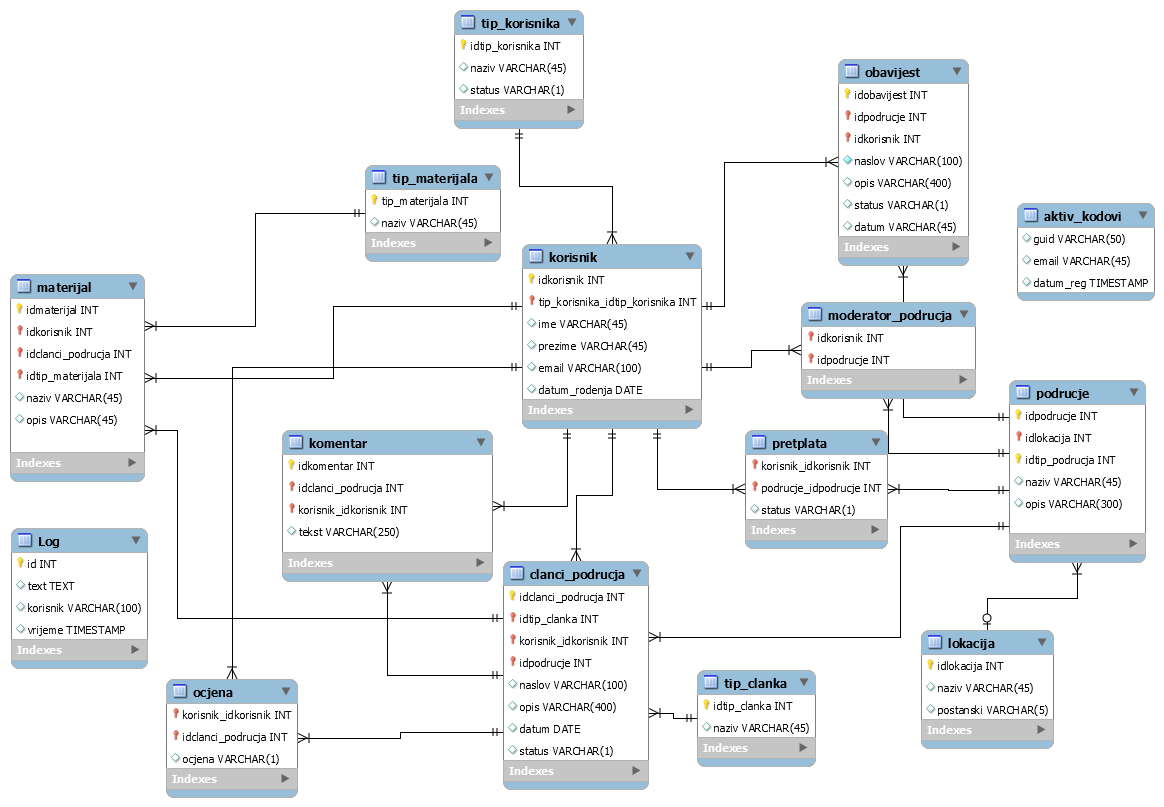 tip_korisnika
idtip_korisnika INT
naziv VARCHAR(45)
status VARCHAR(1)
Indexes
obavijest
idobavijest INT
idpodrucje INT
idkorisnik INT
naslov VARCHAR(100)
opis VARCHAR(400)
status VARCHAR(1)
datum VARCHAR(45)
Indexes
tip_materijala
tip_materijala INT
naziv VARCHAR(45)
Indexes
aktiv_kodovi
guid VARCHAR(50)
email VARCHAR(45)
datum_reg TIMESTAMP
korisnik
idkorisnik INT
tip_korisnika_idtip_korisnika INT
ime VARCHAR(45)
prezime VARCHAR(45)
email VARCHAR(100)
datum_rodenja DATE
Indexes
materijal
idmaterijal INT
idkorisnik INT
idclanci_podrucja INT
idtip_materijala INT
naziv VARCHAR(45)
opis VARCHAR(45)
Indexes
moderator_podrucja
idkorisnik INT
idpodrucje INT
Indexes
podrucje
idpodrucje INT
idlokacija INT
idtip_podrucja INT
naziv VARCHAR(45)
opis VARCHAR(300)
Indexes
komentar
idkomentar INT
idclanci_podrucja INT
korisnik_idkorisnik INT
tekst VARCHAR(250)
Indexes
pretplata
korisnik_idkorisnik INT
podrucje_idpodrucje INT
status VARCHAR(1)
Indexes
Log
id INT
text TEXT
korisnik VARCHAR(100)
vrijeme TIMESTAMP
Indexes
clanci_podrucja
idclanci_podrucja INT
idtip_clanka INT
korisnik_idkorisnik INT
idpodrucje INT
naslov VARCHAR(100)
opis VARCHAR(400)
datum DATE
status VARCHAR(1)
Indexes
lokacija
idlokacija INT
naziv VARCHAR(45)
postanski VARCHAR(5)
Indexes
tip_clanka
idtip_clanka INT
naziv VARCHAR(45)
Indexes
ocjena
korisnik_idkorisnik INT
idclanci_podrucja INT
ocjena VARCHAR(1)
Indexes